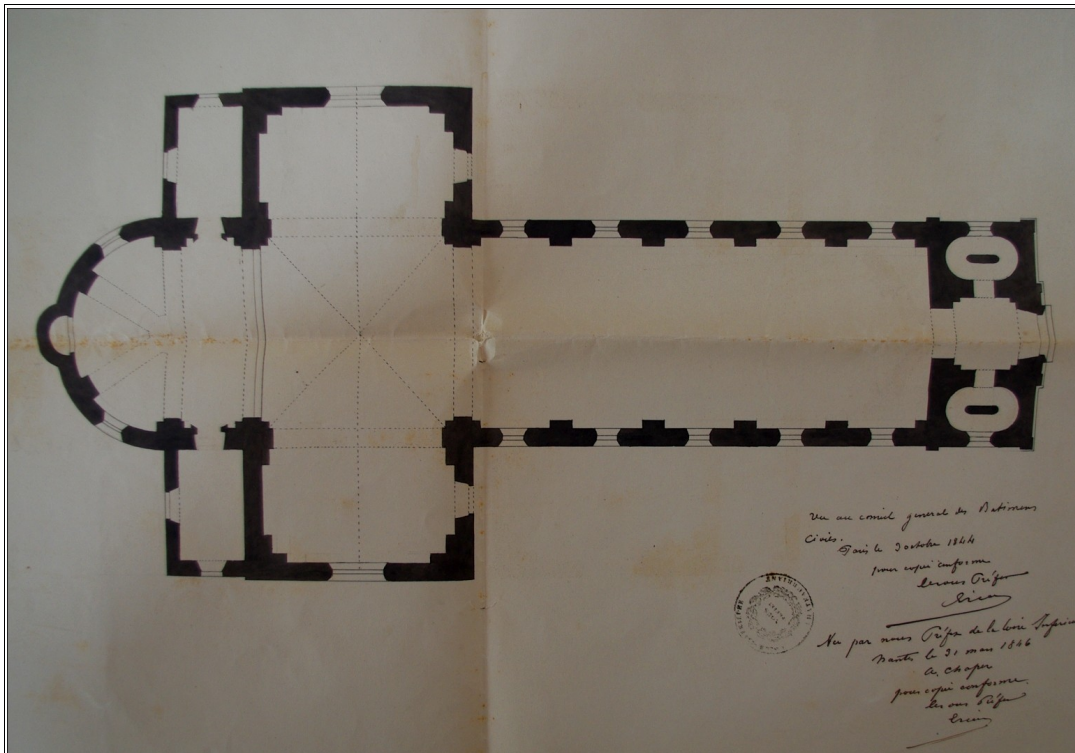 Vu au conseil general des Batimens
Civils.
Paris le 3 octobre 1844
pour copie conforme
le sous Préfet
Vu par nous Préfet de la Loire Inférieure
Nantes le 31 mars 1846
A. Chaper
pour copie conforme.
le sous Préfet